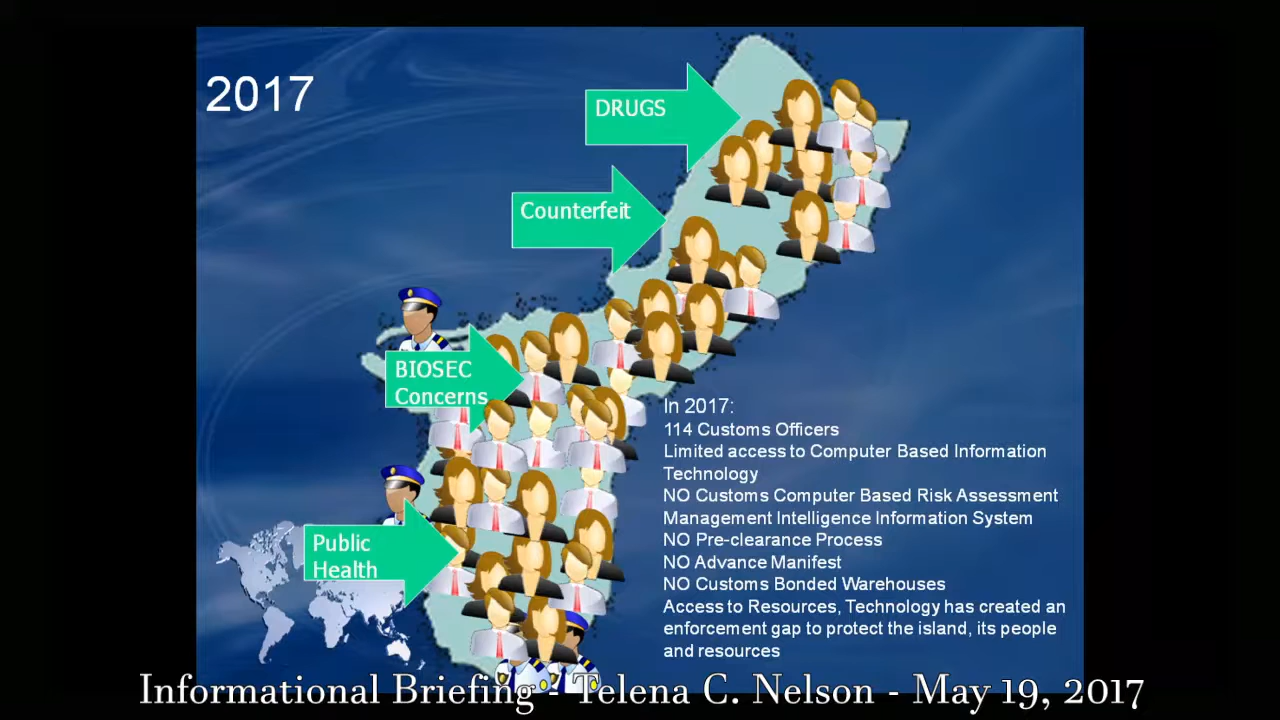 2017
DRUGS
Counterfeit
BIOSEC
Concerns
Public
Health
In 2017:
114 Customs Officers
Limited access to Computer Based Information
Technology
NO Customs Computer Based Risk Assessment
Management Intelligence Information System
NO Pre-clearance Process
NO Advance Manifest
NO Customs Bonded Warehouses
Access to Resources, Technology has created an
enforcement gap to protect the island, its people
and resources
Informational Briefing - Telena C. Nelson - May 19, 2017